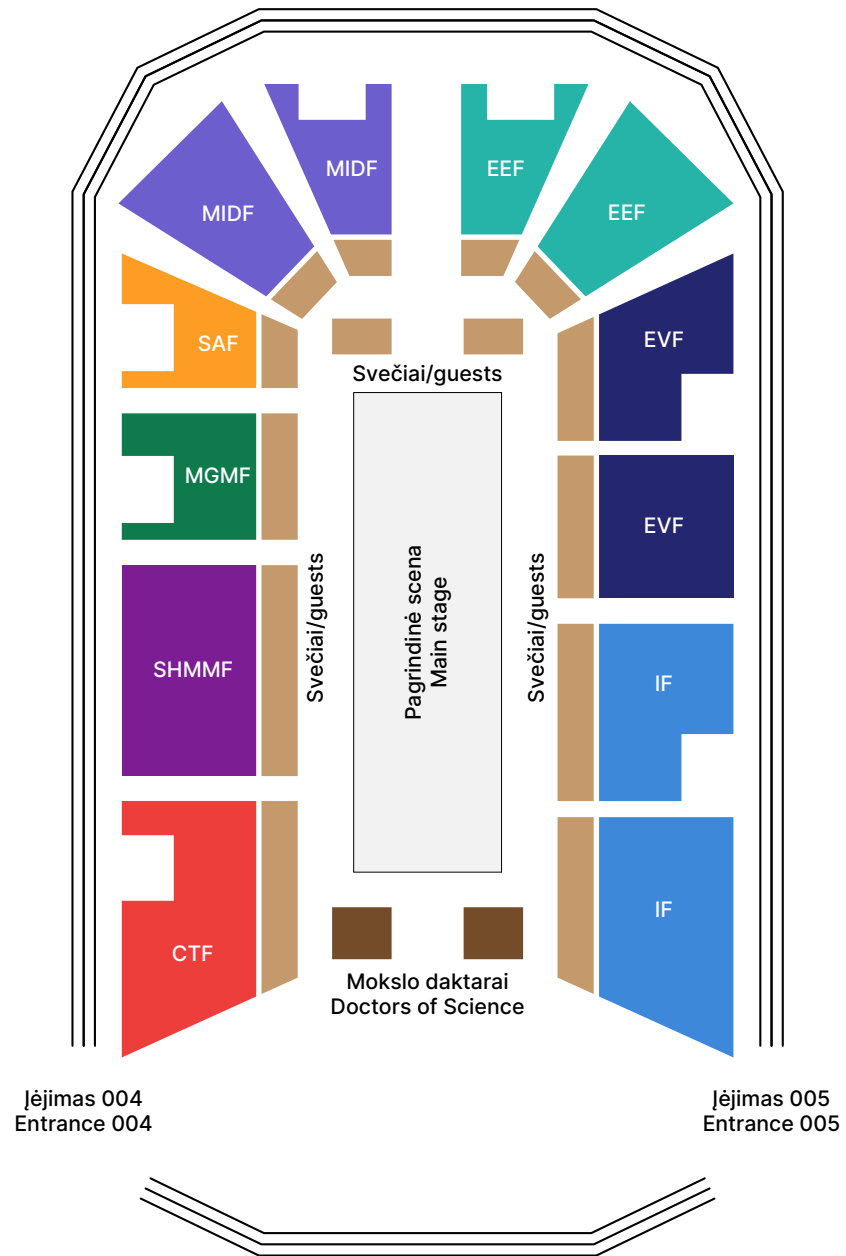 MIDF
EEF
MIDF
EEF
SAF
EVF
Svečiai/guests
MGMF
EVF
Svečiai/guests
Pagrindinė scena
Main stage
Svečiai/guests
SHMMF
IF
CTF
IF
Mokslo daktarai
Doctors of Science
Įėjimas 004
Entrance 004
Įėjimas 005
Entrance 005